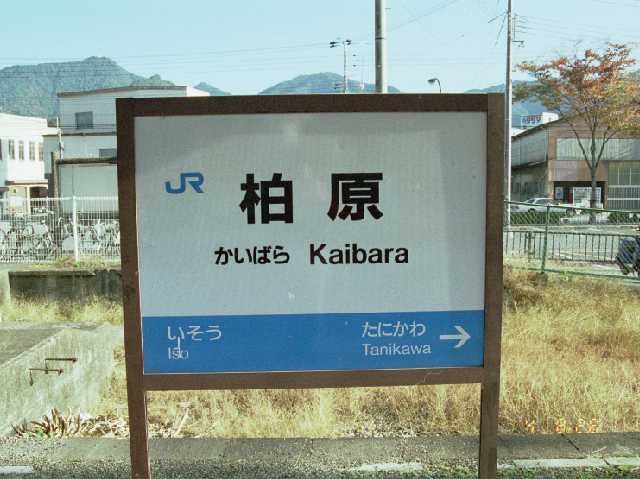 JR
柏原
かいばら Kaibara
いそう
Iso
たにかわ
Tanikawa